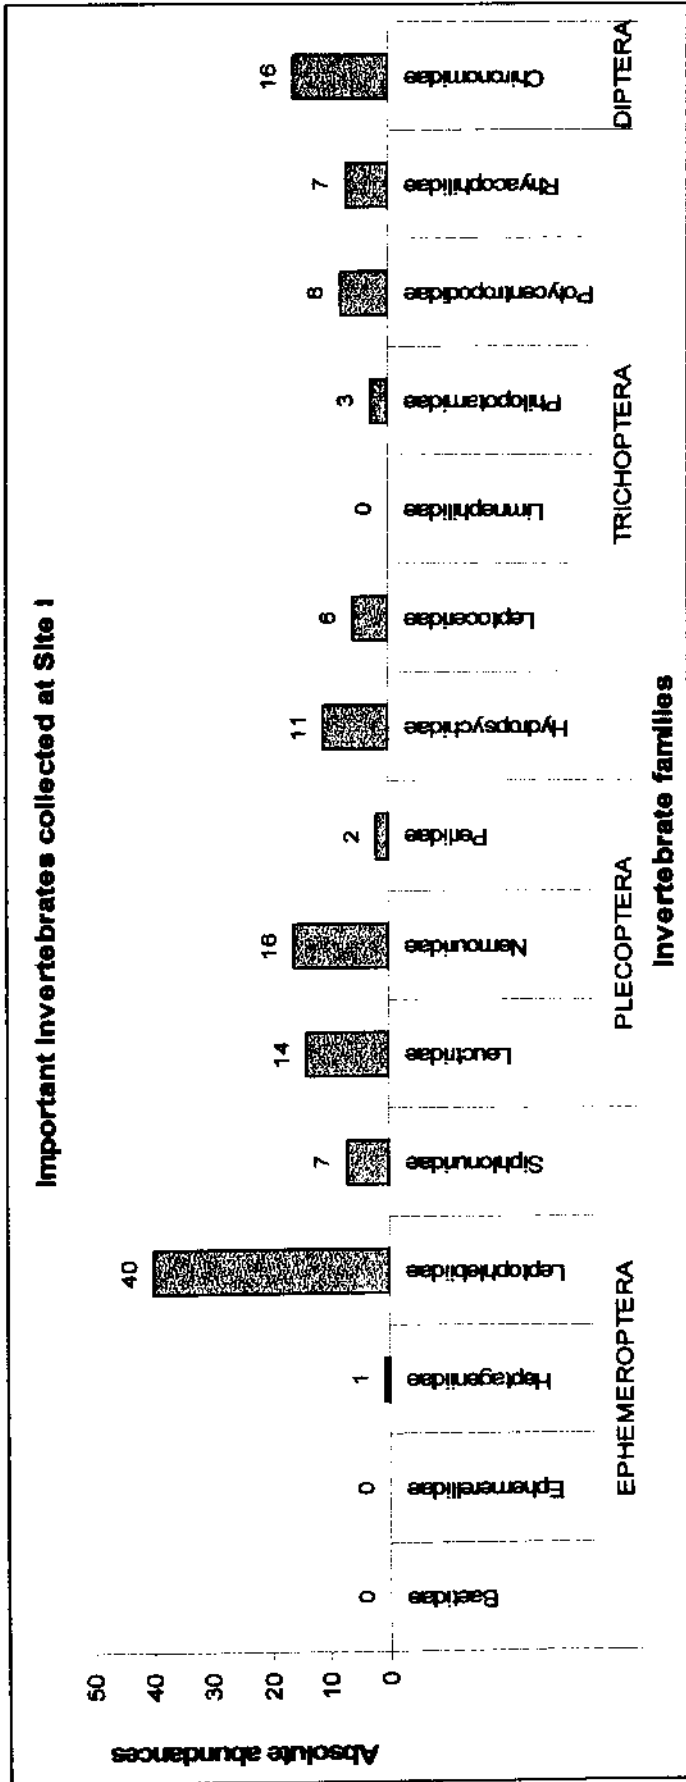 Important Invertebrates collected at Site I
Absolute abundances
50
40
30
20
10
0
0
0
1
40
7
14
16
2
11
6
0
3
8
7
16
Baetidae
Ephemerellidae
Heptageniidae
Leptophlebiidae
Siphlonuridae
Leuctridae
Nemouridae
Perlidae
Hydropsychidae
Leptoceridae
Limnephilidae
Philopotamidae
Polycentropodidae
Rhyacophilidae
Chironomidae
EPHEMEROPTERA
PLECOPTERA
TRICHOPTERA
DIPTERA
Invertebrate families